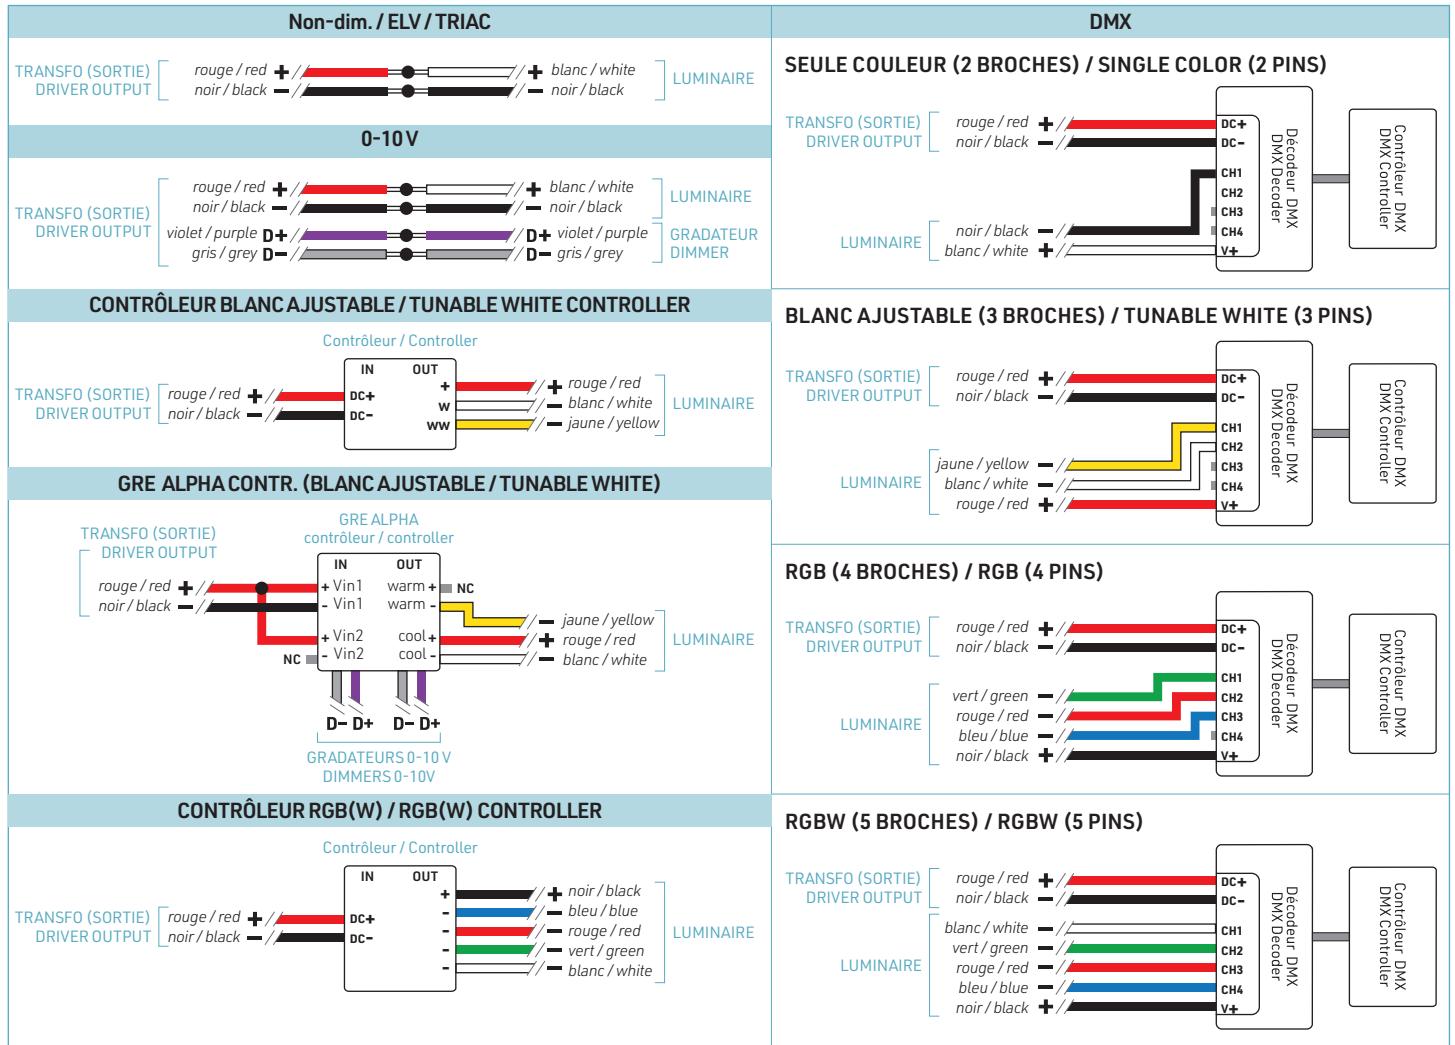 Non-dim. / ELV / TRIAC
TRANSFO (SORTIE)
DRIVER OUTPUT
rouge / red +
noir / black −
+ blanc / white
− noir / black
LUMINAIRE
0-10 V
TRANSFO (SORTIE)
DRIVER OUTPUT
rouge / red +
noir / black −
violet / purple D+
gris / grey D−
+ blanc / white
− noir / black
D+ violet / purple
D− gris / grey
LUMINAIRE
GRADATEUR
DIMMER
CONTRÔLEUR BLANC AJUSTABLE / TUNABLE WHITE CONTROLLER
Contrôleur / Controller
TRANSFO (SORTIE)
DRIVER OUTPUT
rouge / red +
noir / black −
IN OUT
DC+
DC−
+
W
WW
+ rouge / red
− blanc / white
− jaune / yellow
LUMINAIRE
GRE ALPHA CONTR. (BLANC AJUSTABLE / TUNABLE WHITE)
TRANSFO (SORTIE)
DRIVER OUTPUT
GRE ALPHA
contrôleur / controller
rouge / red +
noir / black −
IN OUT
+ Vin1 warm +
- Vin1 warm -
+ Vin2 cool +
- Vin2 cool -
NC
NC
− jaune / yellow
+ rouge / red
− blanc / white
LUMINAIRE
D− D+ D− D+
GRADATEURS 0-10 V
DIMMERS 0-10V
CONTRÔLEUR RGB(W) / RGB(W) CONTROLLER
Contrôleur / Controller
TRANSFO (SORTIE)
DRIVER OUTPUT
rouge / red +
noir / black −
IN OUT
DC+
DC−
+
-
-
-
-
+ noir / black
− bleu / blue
− rouge / red
− vert / green
− blanc / white
LUMINAIRE
DMX
SEULE COULEUR (2 BROCHES) / SINGLE COLOR (2 PINS)
TRANSFO (SORTIE)
DRIVER OUTPUT
rouge / red +
noir / black −
LUMINAIRE
noir / black −
blanc / white +
DC+
DC−
CH1
CH2
CH3
CH4
V+
Décodeur DMX
DMX Decoder
Contrôleur DMX
DMX Controller
BLANC AJUSTABLE (3 BROCHES) / TUNABLE WHITE (3 PINS)
TRANSFO (SORTIE)
DRIVER OUTPUT
rouge / red +
noir / black −
LUMINAIRE
jaune / yellow −
blanc / white −
rouge / red +
DC+
DC−
CH1
CH2
CH3
CH4
V+
Décodeur DMX
DMX Decoder
Contrôleur DMX
DMX Controller
RGB (4 BROCHES) / RGB (4 PINS)
TRANSFO (SORTIE)
DRIVER OUTPUT
rouge / red +
noir / black −
LUMINAIRE
vert / green −
rouge / red −
bleu / blue −
noir / black +
DC+
DC−
CH1
CH2
CH3
CH4
V+
Décodeur DMX
DMX Decoder
Contrôleur DMX
DMX Controller
RGBW (5 BROCHES) / RGBW (5 PINS)
TRANSFO (SORTIE)
DRIVER OUTPUT
rouge / red +
noir / black −
LUMINAIRE
blanc / white −
vert / green −
rouge / red −
bleu / blue −
noir / black +
DC+
DC−
CH1
CH2
CH3
CH4
V+
Décodeur DMX
DMX Decoder
Contrôleur DMX
DMX Controller